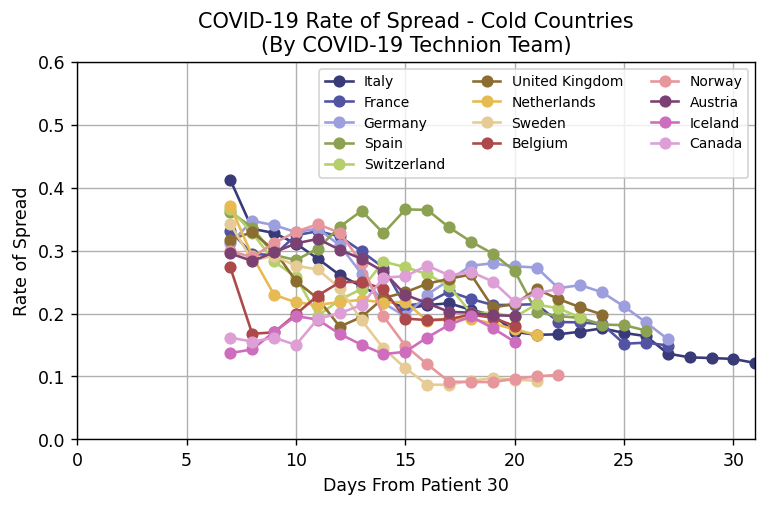 COVID-19 Rate of Spread - Cold Countries
(By COVID-19 Technion Team)
Rate of Spread
0.6
0.5
0.4
0.3
0.2
0.1
0.0
Italy
France
Germany
Spain
Switzerland
United Kingdom
Netherlands
Sweden
Belgium
Norway
Austria
Iceland
Canada
0 5 10 15 20 25 30
Days From Patient 30